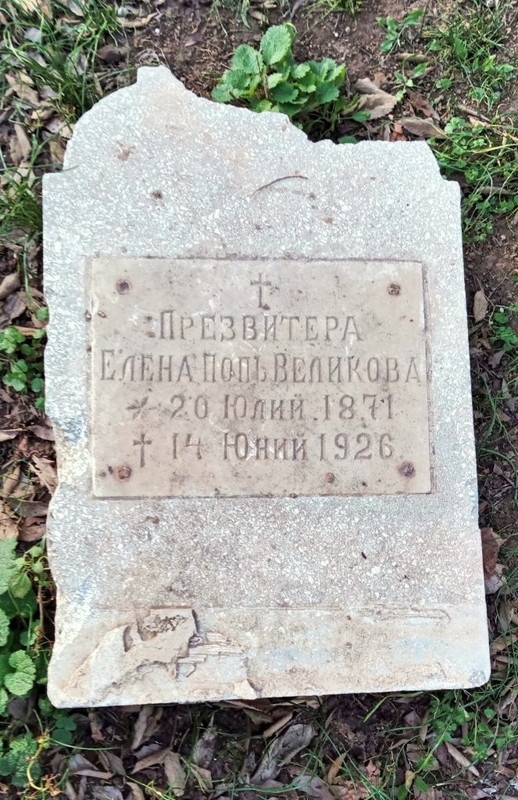 †
Презвитера
Елена Попъ Великова
* 20 Юлий 1871
† 14 Юний 1926